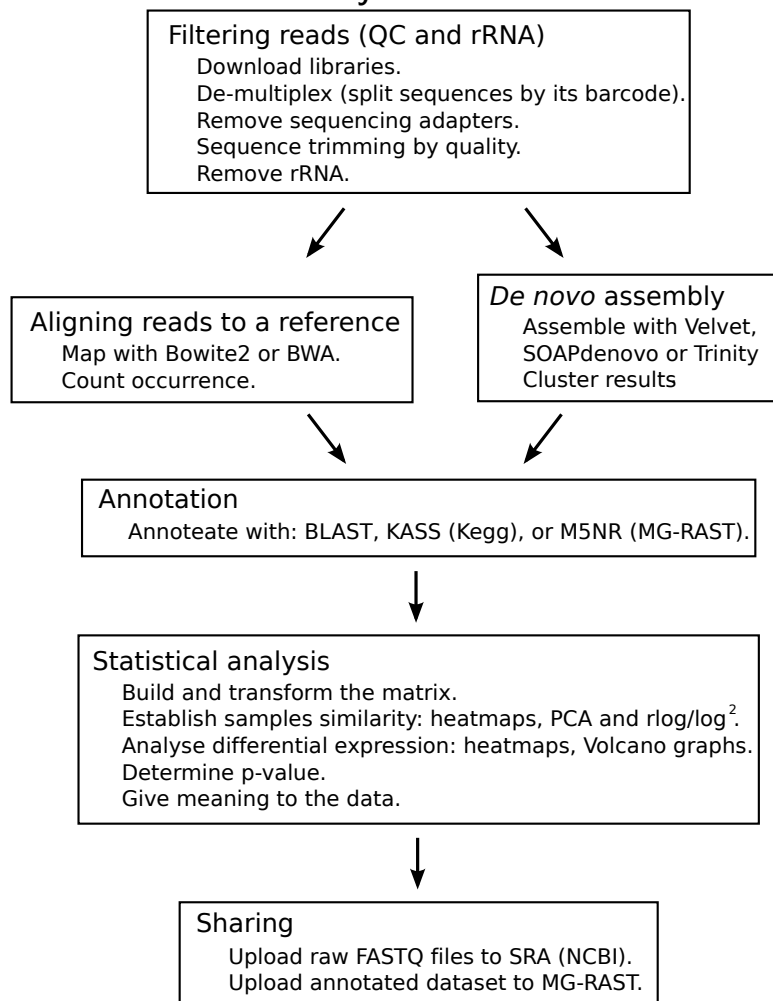 Filtering reads (QC and rRNA)
Download libraries.
De-multiplex (split sequences by its barcode).
Remove sequencing adapters.
Sequence trimming by quality.
Remove rRNA.
Aligning reads to a reference
Map with Bowite2 or BWA.
Count occurrence.
De novo assembly
Assemble with Velvet,
SOAPdenovo or Trinity
Cluster results
Annotation
Annoteate with: BLAST, KASS (Kegg), or M5NR (MG-RAST).
Statistical analysis
Build and transform the matrix.
Establish samples similarity: heatmaps, PCA and rlog/log².
Analyse differential expression: heatmaps, Volcano graphs.
Determine p-value.
Give meaning to the data.
Sharing
Upload raw FASTQ files to SRA (NCBI).
Upload annotated dataset to MG-RAST.